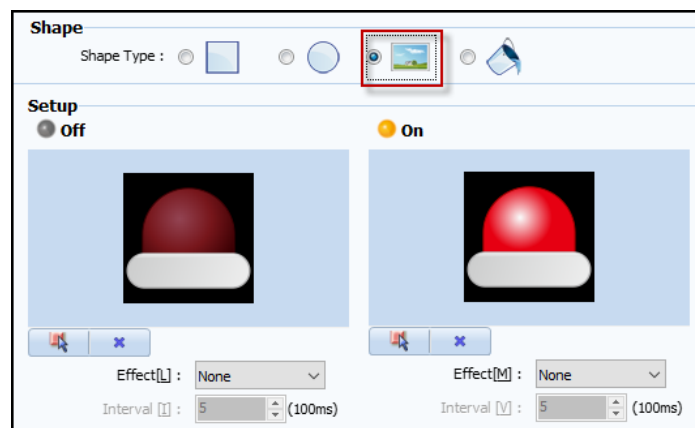 Shape
Shape Type :
Setup
Off
On
Effect[L] : None
Effect[M] : None
Interval [I] : 5 (100ms)
Interval [V] : 5 (100ms)